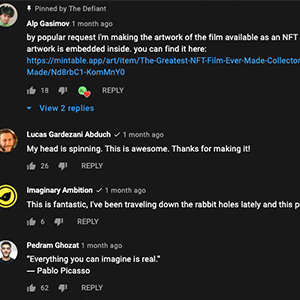 Pinned by The Defiant
Alp Gasimov 1 month ago
by popular request i'm making the artwork of the film available as an NFT
artwork is embedded inside. you can find it here:
https://mintable.app/art/item/The-Greatest-NFT-Film-Ever-Made-Collector
Made/Nd8rbC1-KomMnY0
18 REPLY
View 2 replies
Lucas Gardezani Abduch 1 month ago
My head is spinning. This is awesome. Thanks for making it!
26 REPLY
Imaginary Ambition 1 month ago
This is fantastic, I've been traveling down the rabbit holes lately and this pu
6 REPLY
Pedram Ghozat 1 month ago
“Everything you can imagine is real.”
— Pablo Picasso
62 REPLY